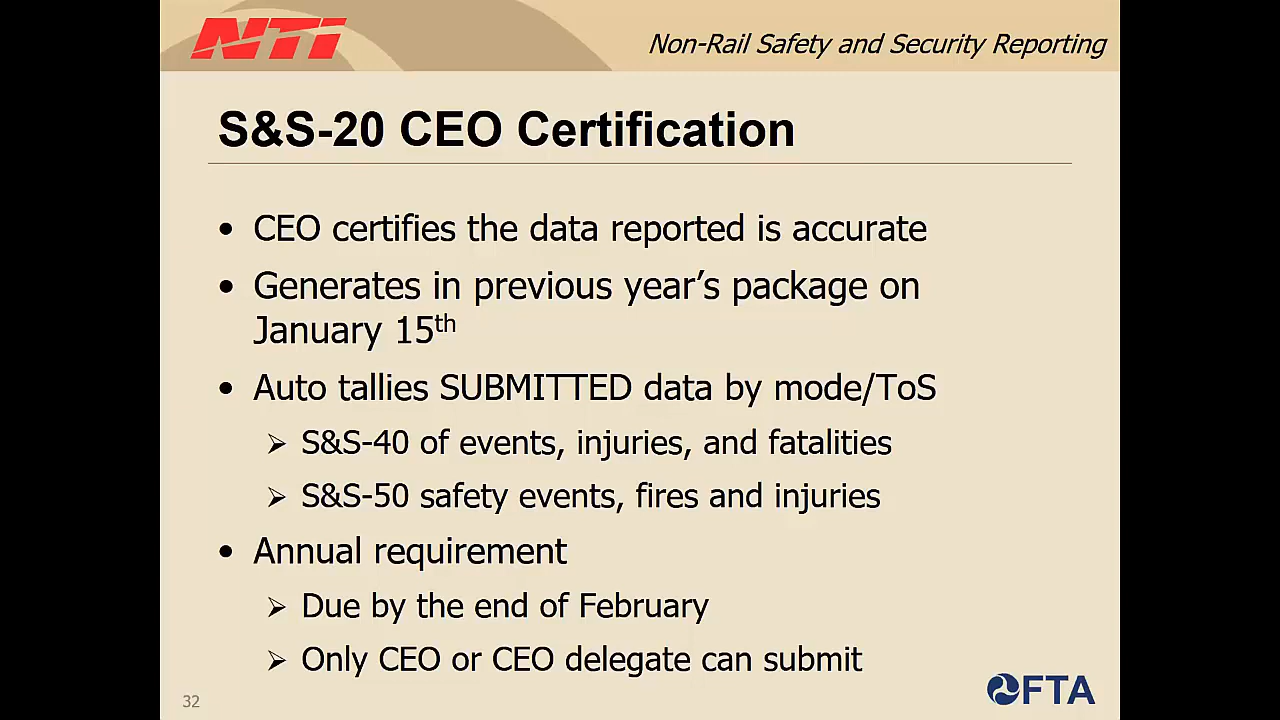 NTI
Non-Rail Safety and Security Reporting
S&S-20 CEO Certification
• CEO certifies the data reported is accurate
• Generates in previous year’s package on
January 15th
• Auto tallies SUBMITTED data by mode/ToS
➢ S&S-40 of events, injuries, and fatalities
➢ S&S-50 safety events, fires and injuries
• Annual requirement
➢ Due by the end of February
➢ Only CEO or CEO delegate can submit
32
FTA